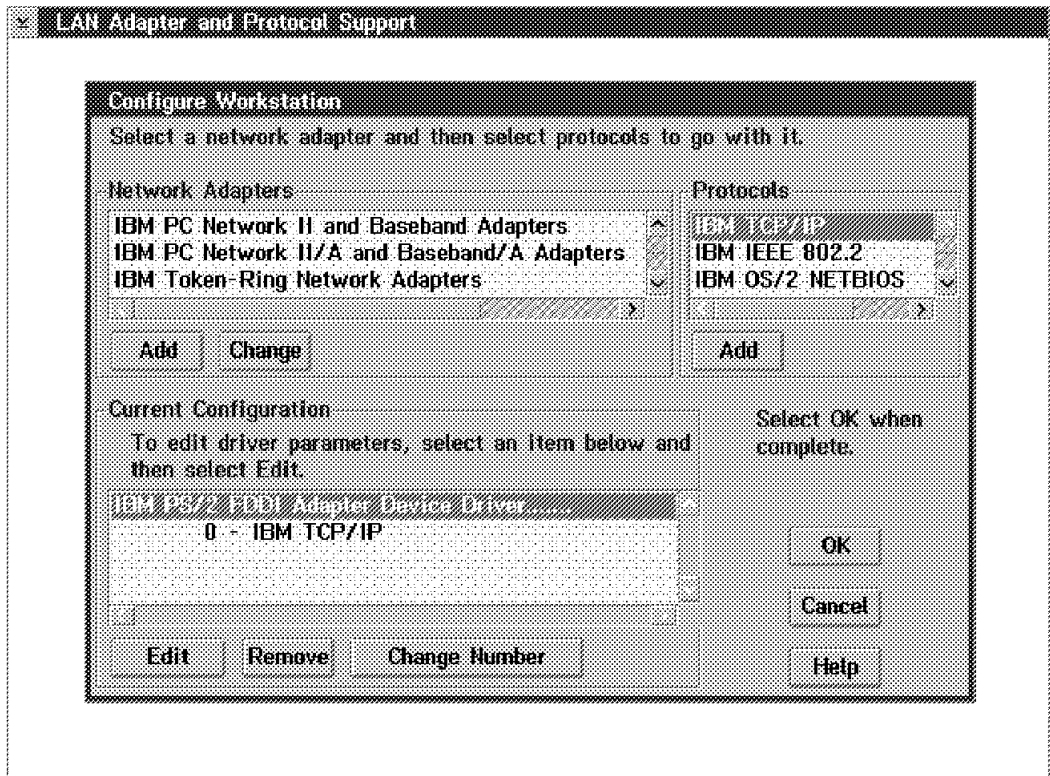 LAN Adapter and Protocol Support
Configure Workstation
Select a network adapter and then select protocols to go with it.
Network Adapters
IBM PC Network II and Baseband Adapters
IBM PC Network II/A and Baseband/A Adapters
IBM Token-Ring Network Adapters
Add Change
Protocols
IBM TCP/IP
IBM IEEE 802.2
IBM OS/2 NETBIOS
Add
Current Configuration
To edit driver parameters, select an item below and
then select Edit.
IBM PS/2 FDDI Adapter Device Driver......
0 - IBM TCP/IP
Edit Remove Change Number
Select OK when
complete.
OK
Cancel
Help